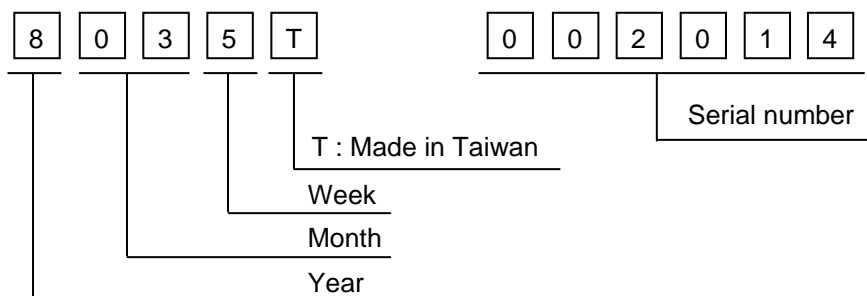 8 0 3 5 T 0 0 2 0 1 4
Serial number
T : Made in Taiwan
Week
Month
Year